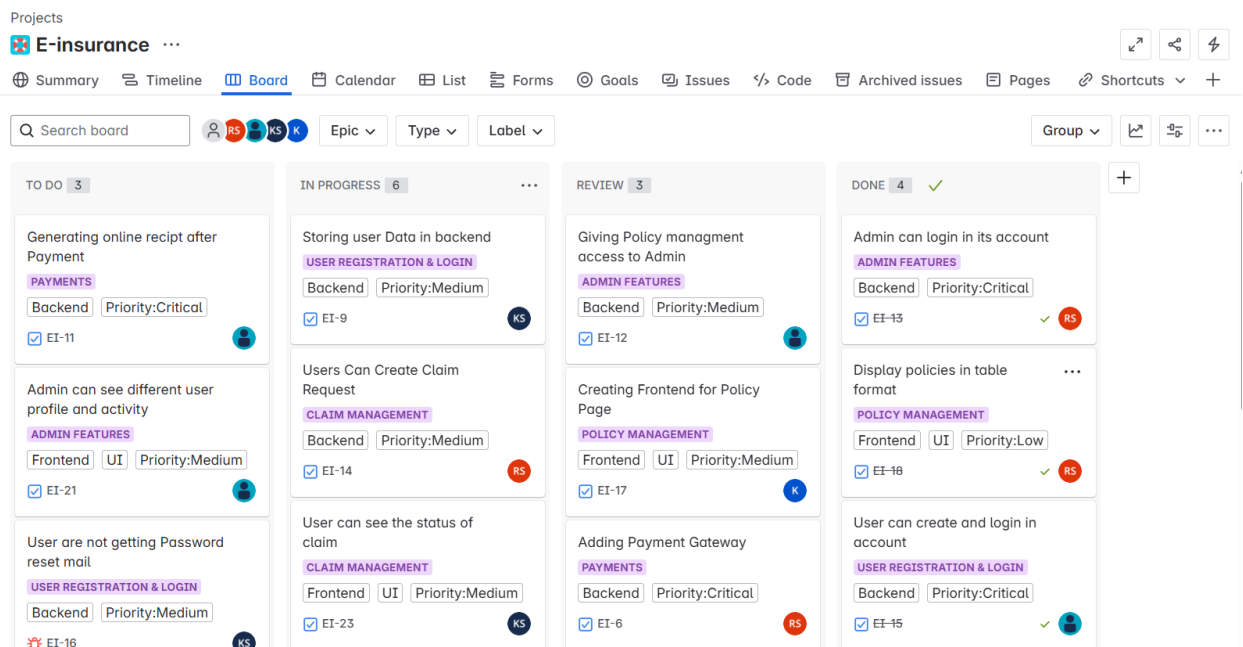 Projects
E-insurance
Summary Timeline Board Calendar List Forms Goals Issues Code Archived issues Pages Shortcuts
Search board RS KS K Epic Type Label Group
TO DO 3
Generating online recipt after
Payment
PAYMENTS
Backend Priority:Critical
EI-11
Admin can see different user
profile and activity
ADMIN FEATURES
Frontend UI Priority:Medium
EI-21
User are not getting Password
reset mail
USER REGISTRATION & LOGIN
Backend Priority:Medium
EI-16 KS
IN PROGRESS 6
Storing user Data in backend
USER REGISTRATION & LOGIN
Backend Priority:Medium
EI-9 KS
Users Can Create Claim
Request
CLAIM MANAGEMENT
Backend Priority:Medium
EI-14 RS
User can see the status of
claim
CLAIM MANAGEMENT
Frontend UI Priority:Medium
EI-23 KS
REVIEW 3
Giving Policy managment
access to Admin
ADMIN FEATURES
Backend Priority:Medium
EI-12
Creating Frontend for Policy
Page
POLICY MANAGEMENT
Frontend UI Priority:Medium
EI-17 K
Adding Payment Gateway
PAYMENTS
Backend Priority:Critical
EI-6 RS
DONE 4
Admin can login in its account
ADMIN FEATURES
Backend Priority:Critical
EI-13 RS
Display policies in table
format
POLICY MANAGEMENT
Frontend UI Priority:Low
EI-18 RS
User can create and login in
account
USER REGISTRATION & LOGIN
Backend Priority:Critical
EI-15